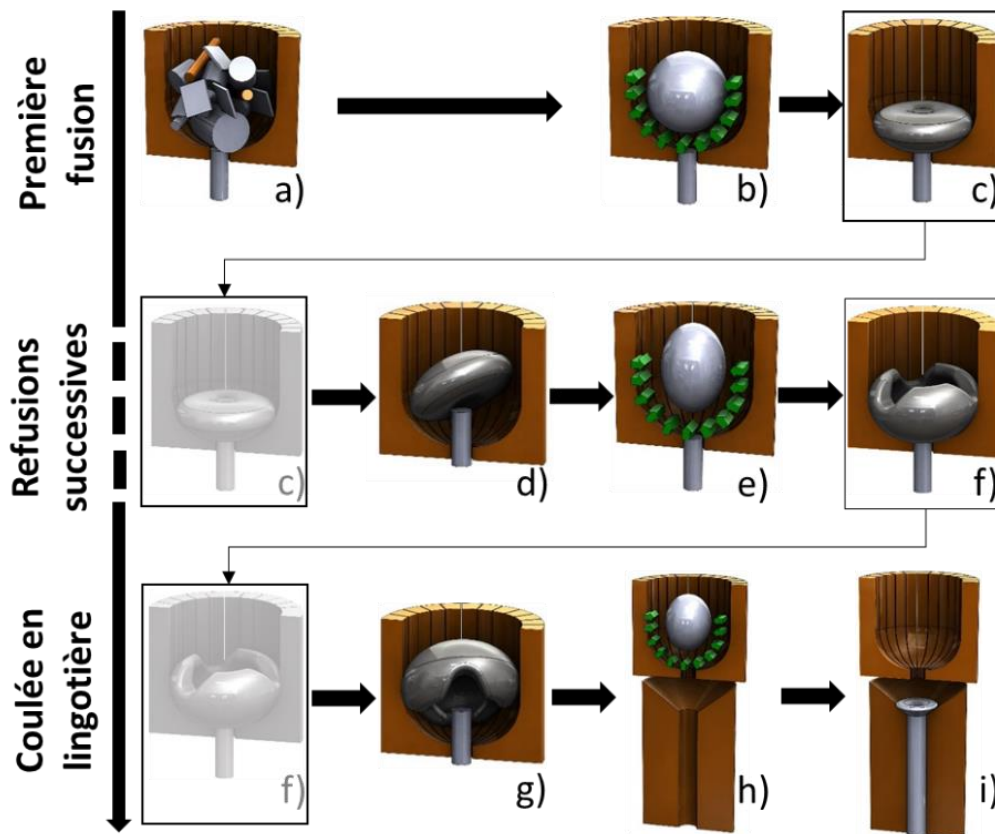 Première
fusion
a)
b)
c)
Refusions
successives
c)
d)
e)
f)
Coulée en
lingotière
f)
g)
h)
i)